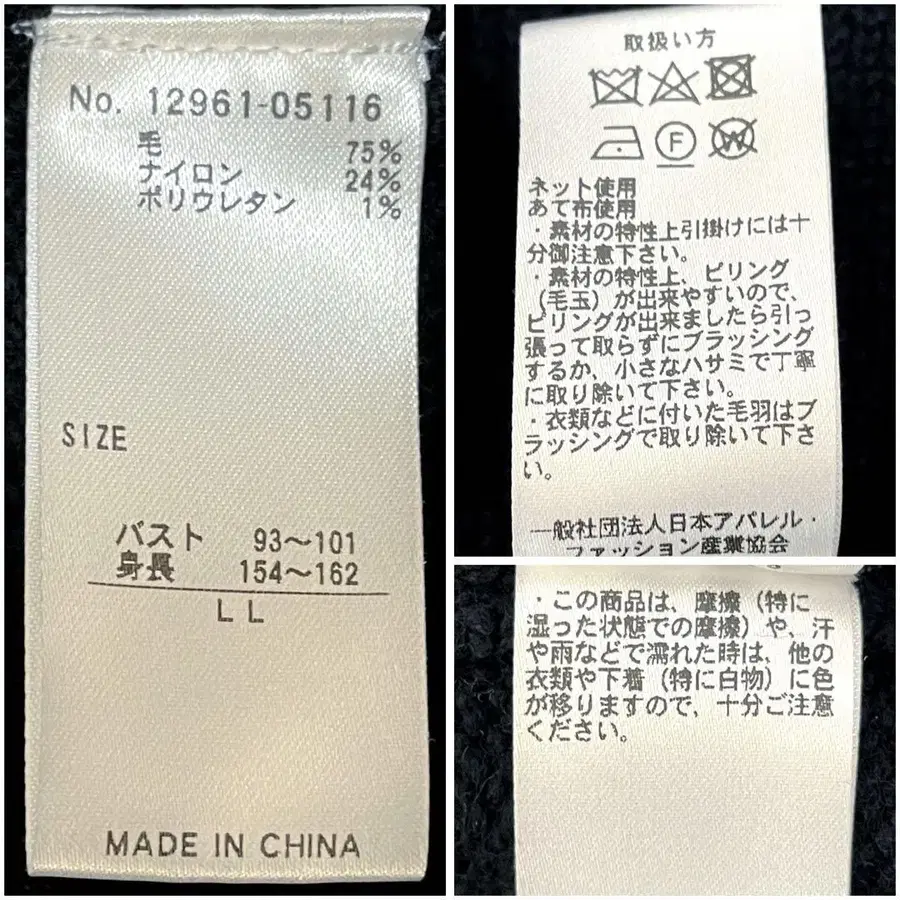 No. 12961-05116
毛 75%
ナイロン 24%
ポリウレタン 1%
SIZE
バスト 93〜101
身長 154〜162
LL
MADE IN CHINA
取扱い方
F
W
ネット使用
あて布使用
・素材の特性上引掛けには十
分御注意下さい。
・素材の特性上、ピリング
（毛玉）が出来やすいので、
ピリングが出来ましたら引っ
張って取らずにブラッシング
するか、小さなハサミで丁寧
に取り除いて下さい。
・衣類などに付いた毛羽はブ
ラッシングで取り除いて下さ
い。
一般社団法人日本アパレル・
ファッション産業協会
・この商品は、摩擦（特に
湿った状態での摩擦）や、汗
や雨などで濡れた時は、他の
衣類や下着（特に白物）に色
が移りますので、十分ご注意
ください。